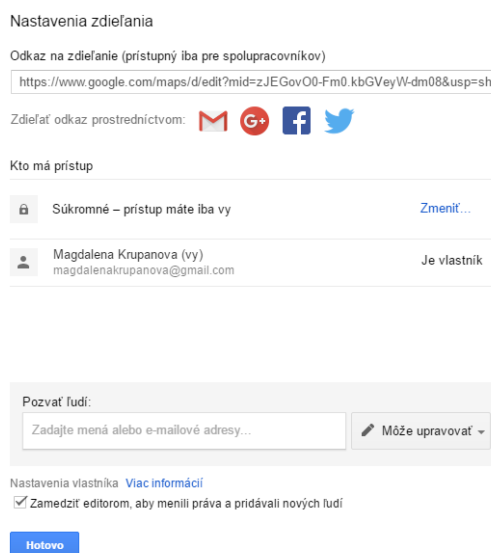 Nastavenia zdieľania
Odkaz na zdieľanie (prístupný iba pre spolupracovníkov)
https://www.google.com/maps/d/edit?mid=zJEGovO0-Fm0.kbGVeyW-dm08&usp=sh
Zdieľať odkaz prostredníctvom: G+ f
Kto má prístup
Súkromné – prístup máte iba vy Zmeniť...
Magdalena Krupanova (vy) Je vlastník
magdalenakrupanova@gmail.com
Pozvať ľudí:
Zadajte mená alebo e-mailové adresy... Môže upravovať
Nastavenia vlastníka Viac informácií
Zamedziť editorom, aby menili práva a pridávali nových ľudí
Hotovo